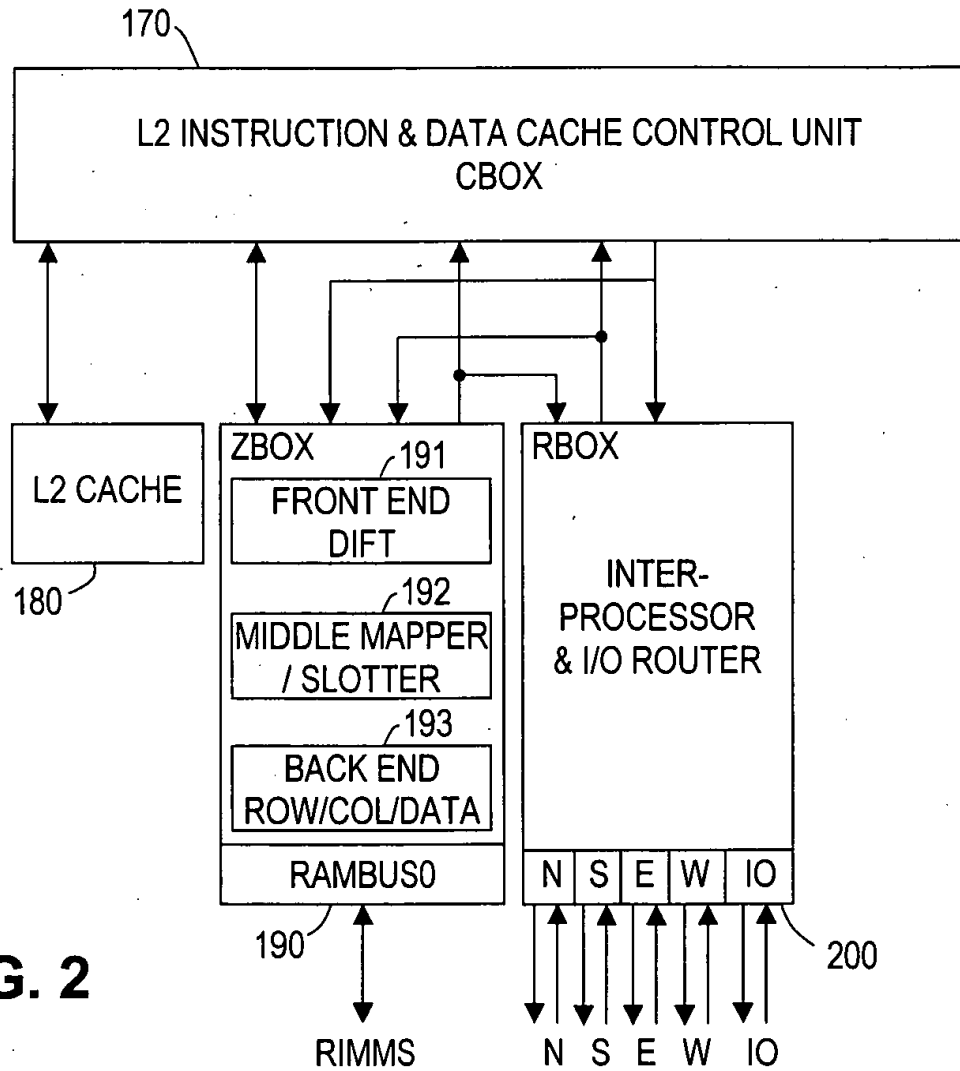 170
L2 INSTRUCTION & DATA CACHE CONTROL UNIT
CBOX
L2 CACHE
180
ZBOX
191
FRONT END
DIFT
192
MIDDLE MAPPER
/ SLOTTER
193
BACK END
ROW/COL/DATA
RAMBUS0
190
RIMMS
RBOX
INTER-
PROCESSOR
& I/O ROUTER
N S E W IO
200
N S E W IO
G. 2